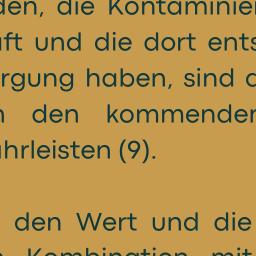 den, die Kontaminier
aft und die dort ents
rgung haben, sind d
n den kommender
ährleisten (9).
den Wert und die
Kombination mit